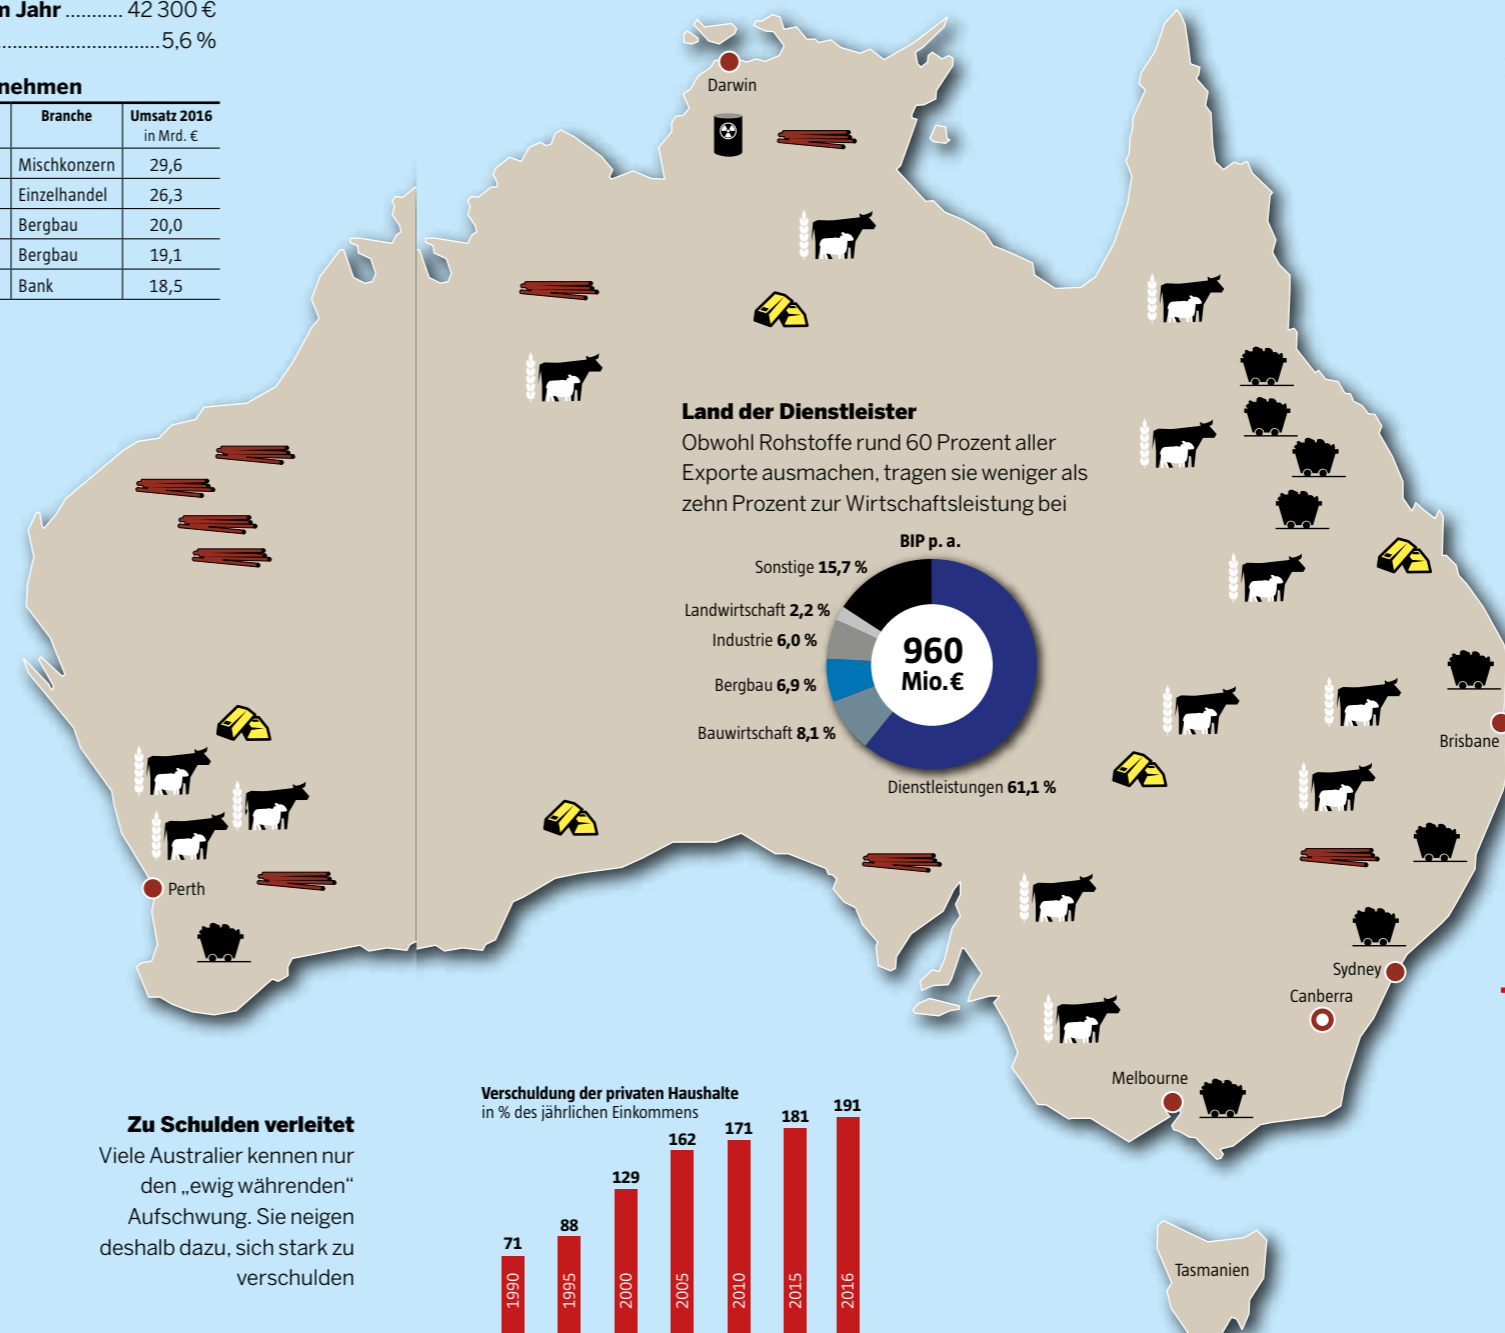 Jahr ........... 42 300 €
..............................5,6 %
Branche
Umsatz 2016
in Mrd. €
Mischkonzern 29,6
Einzelhandel 26,3
Bergbau 20,0
Bergbau 19,1
Bank 18,5
Darwin
Land der Dienstleister
Obwohl Rohstoffe rund 60 Prozent aller
Exporte ausmachen, tragen sie weniger als
zehn Prozent zur Wirtschaftsleistung bei
BIP p. a.
Sonstige 15,7 %
Landwirtschaft 2,2 %
Industrie 6,0 %
Bergbau 6,9 %
Bauwirtschaft 8,1 %
Dienstleistungen 61,1 %
960
Mio. €
Brisbane
Perth
Sydney
Canberra
Melbourne
Tasmanien
Zu Schulden verleitet
Viele Australier kennen nur
den „ewig währenden“
Aufschwung. Sie neigen
deshalb dazu, sich stark zu
verschulden
Verschuldung der privaten Haushalte
in % des jährlichen Einkommens
71
88
129
162
171
181
191
1990
1995
2000
2005
2010
2015
2016